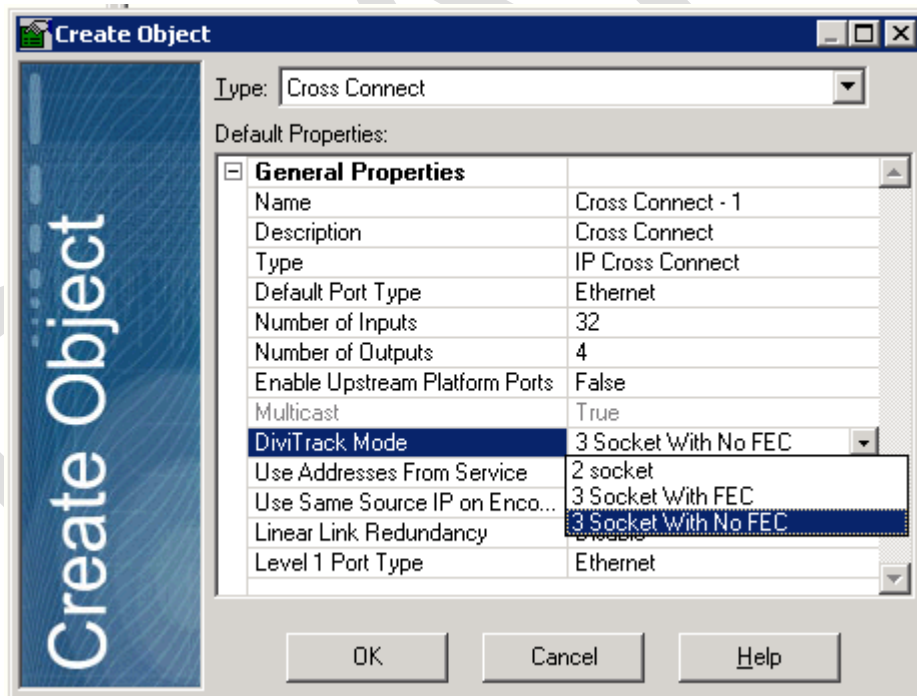 Create Object
Create Object
Type: Cross Connect
Default Properties:
General Properties
Name Cross Connect - 1
Description Cross Connect
Type IP Cross Connect
Default Port Type Ethernet
Number of Inputs 32
Number of Outputs 4
Enable Upstream Platform Ports False
Multicast True
DiviTrack Mode 3 Socket With No FEC
Use Addresses From Service 2 socket
Use Same Source IP on Enco... 3 Socket With FEC
3 Socket With No FEC
Linear Link Redundancy
Level 1 Port Type Ethernet
OK Cancel Help